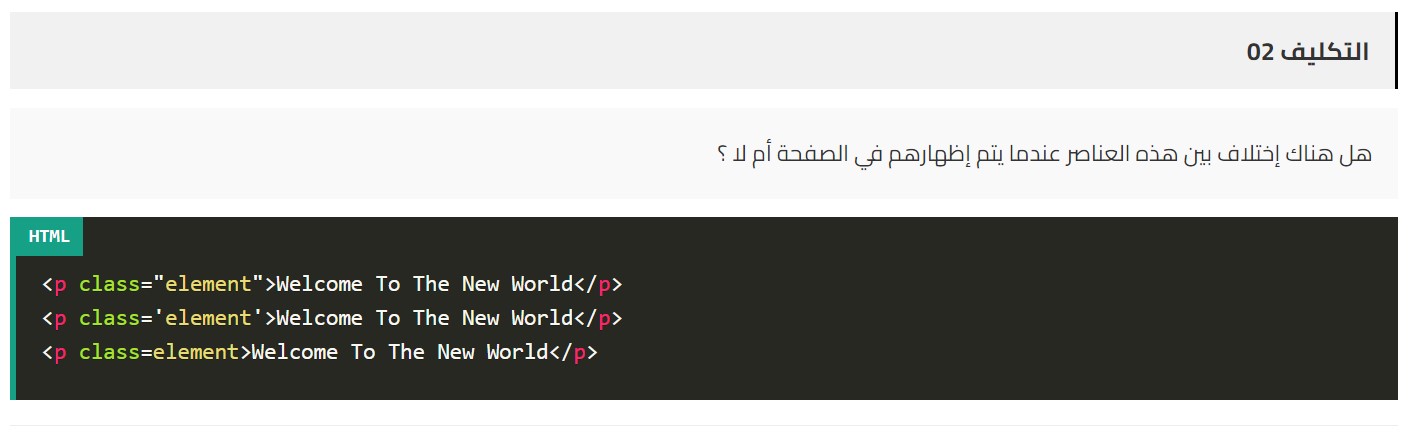 التكليف 02
هل هناك إختلاف بين هذه العناصر عندما يتم إظهارهم في الصفحة أم لا ؟
HTML
<p class="element">Welcome To The New World</p>
<p class='element'>Welcome To The New World</p>
<p class=element>Welcome To The New World</p>